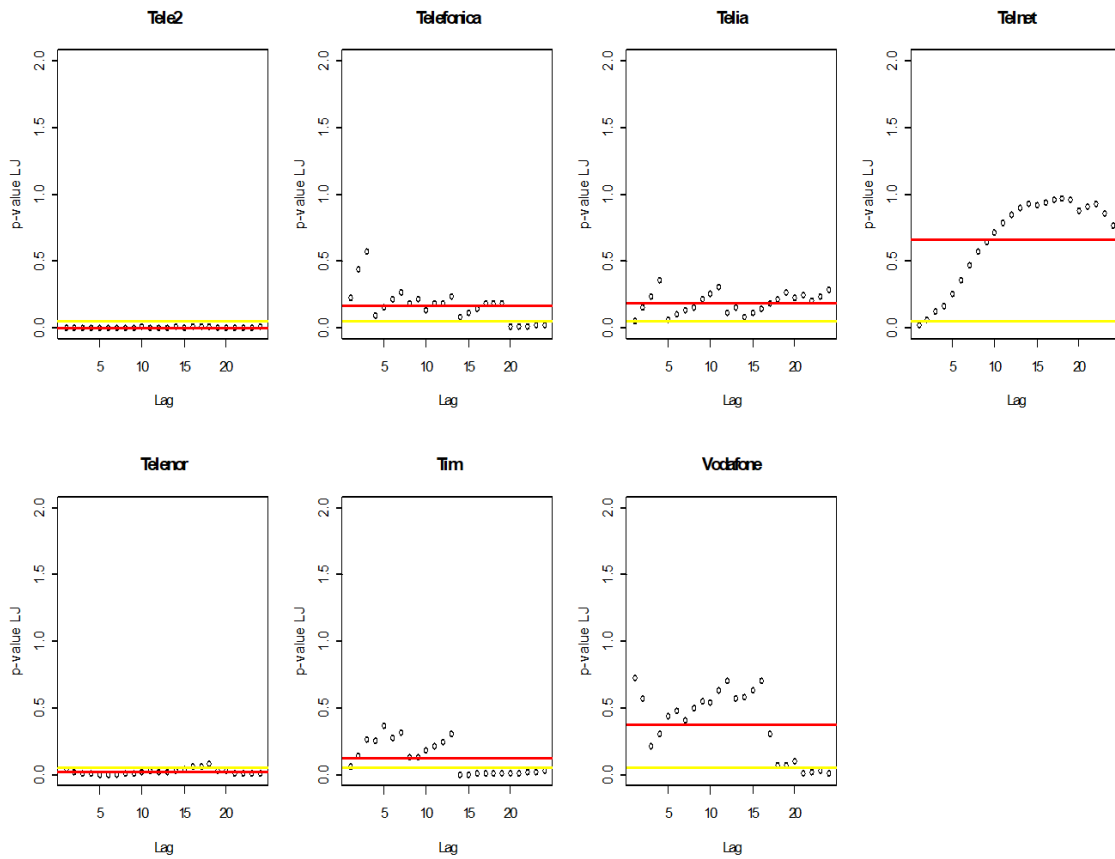 Tele2 Telefonica Telia Telnet
p-value LJ p-value LJ p-value LJ p-value LJ
2.0 2.0 2.0 2.0
1.5 1.5 1.5 1.5
1.0 1.0 1.0 1.0
0.5 0.5 0.5 0.5
0.0 0.0 0.0 0.0
5 10 15 20 5 10 15 20 5 10 15 20 5 10 15 20
Lag Lag Lag Lag
Telenor Tim Vodafone
p-value LJ p-value LJ p-value LJ
2.0 2.0 2.0
1.5 1.5 1.5
1.0 1.0 1.0
0.5 0.5 0.5
0.0 0.0 0.0
5 10 15 20 5 10 15 20 5 10 15 20
Lag Lag Lag